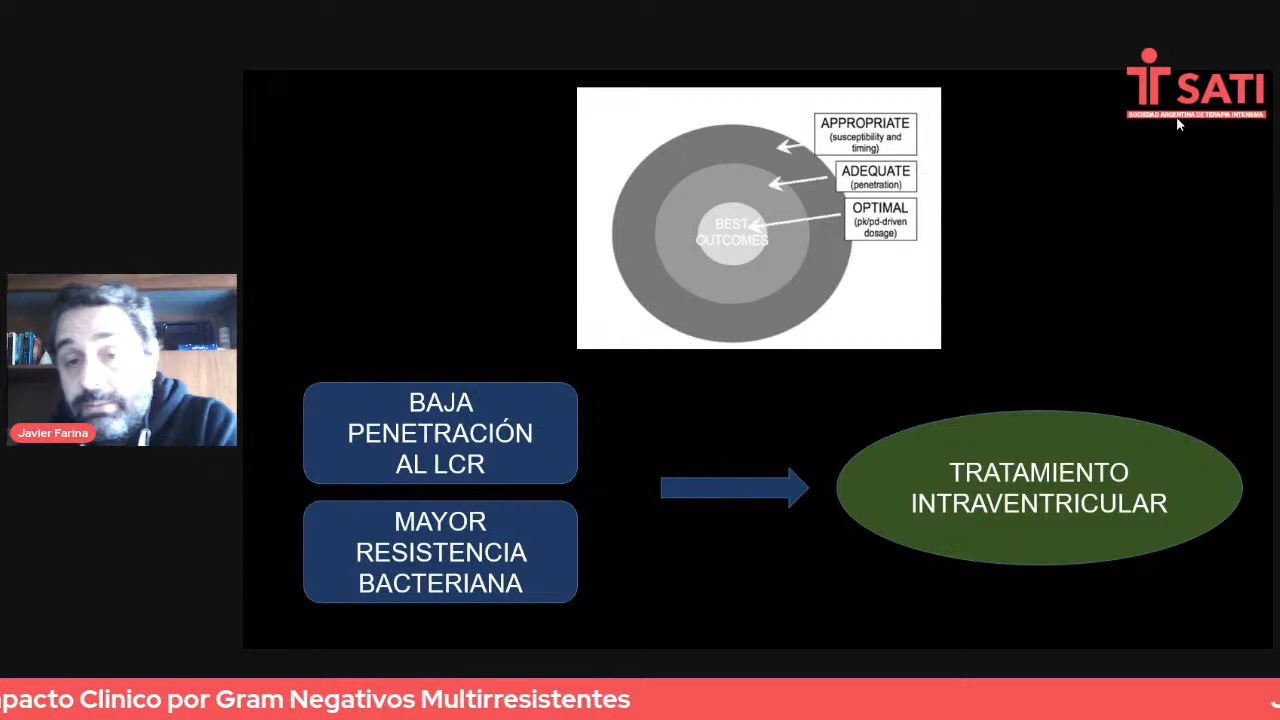 SATI
SOCIEDAD ARGENTINA DE TERAPIA INTENSIVA
APPROPRIATE
(susceptibility and
timing)
ADEQUATE
(penetration)
OPTIMAL
(pk/pd-driven
dosage)
BEST
OUTCOMES
Javier Farina
BAJA
PENETRACIÓN
AL LCR
MAYOR
RESISTENCIA
BACTERIANA
TRATAMIENTO
INTRAVENTRICULAR
pacto Clinico por Gram Negativos Multirresistentes